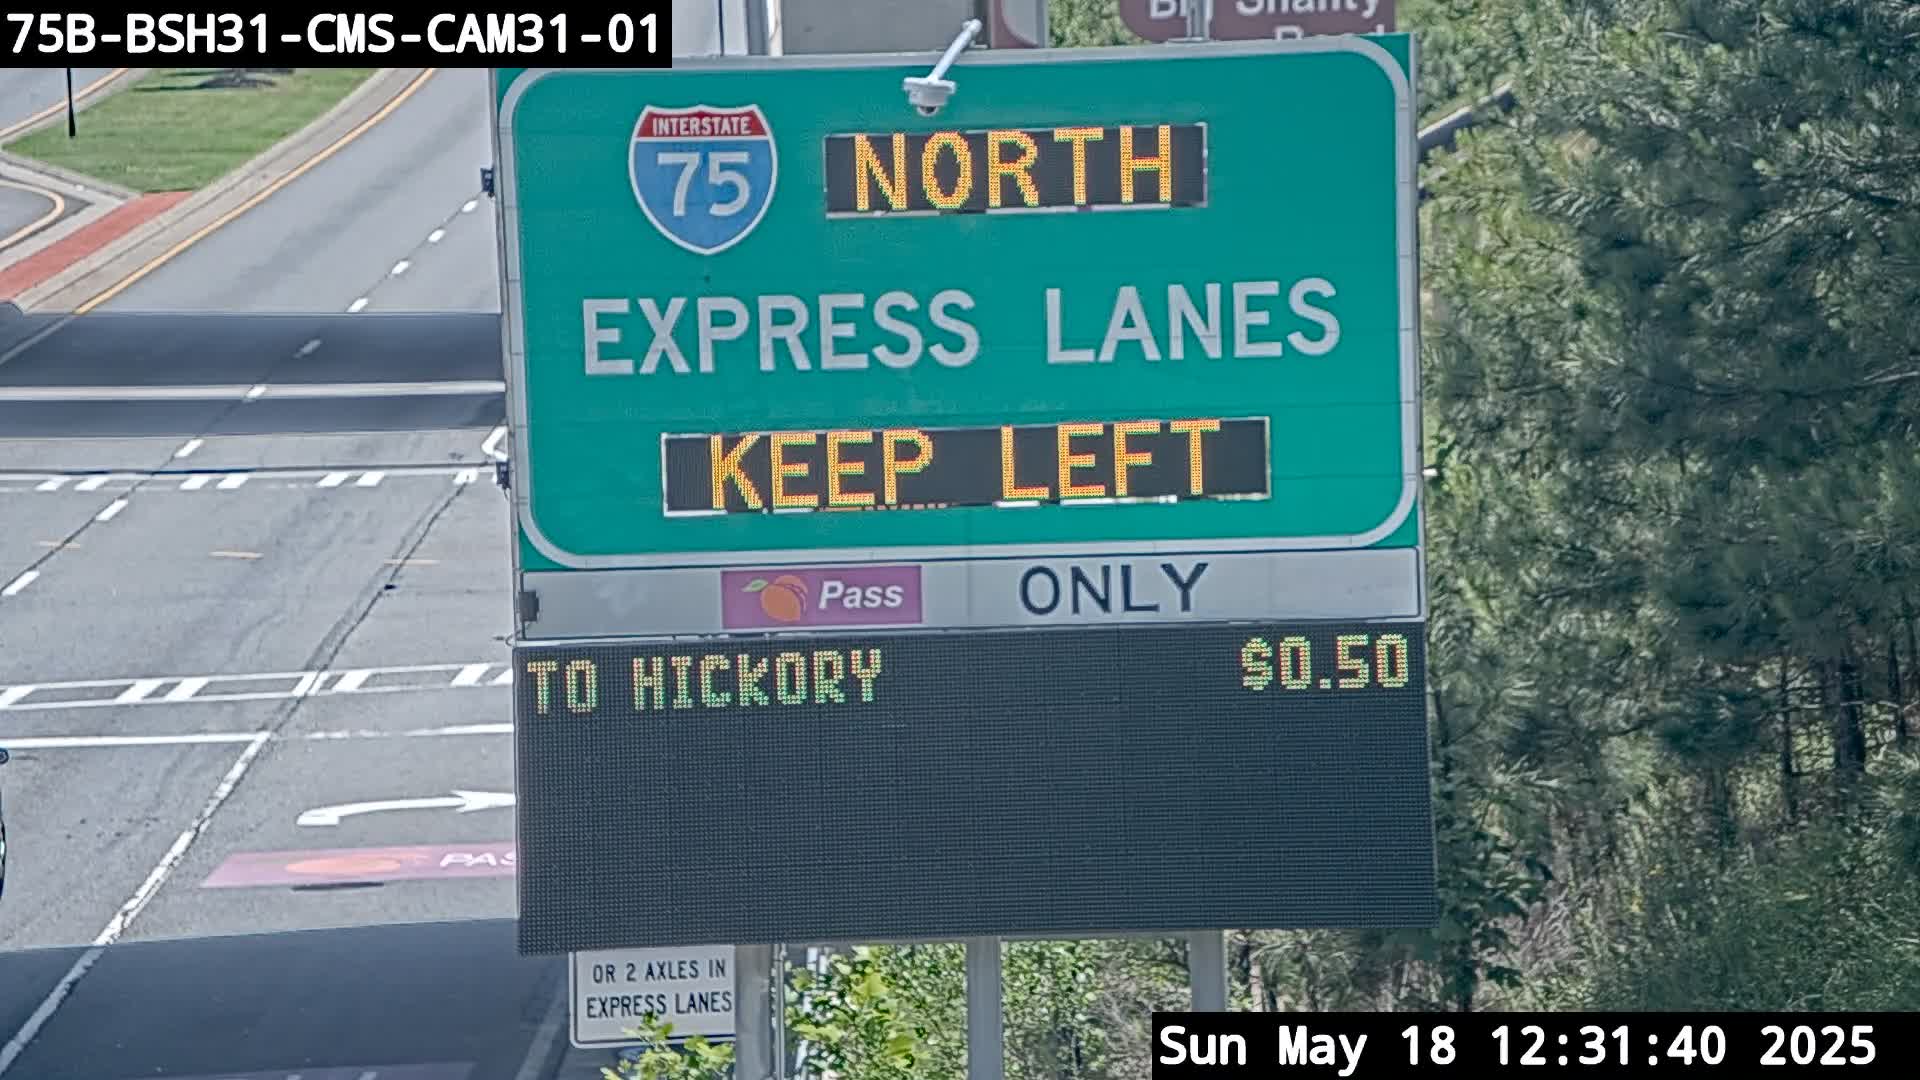 75B-BSH31-CMS-CAM31-01
Shanty
INTERSTATE
75
NORTH
EXPRESS LANES
KEEP LEFT
Pass ONLY
TO HICKORY $0.50
OR 2 AXLES IN
EXPRESS LANES
Sun May 18 12:31:40 2025